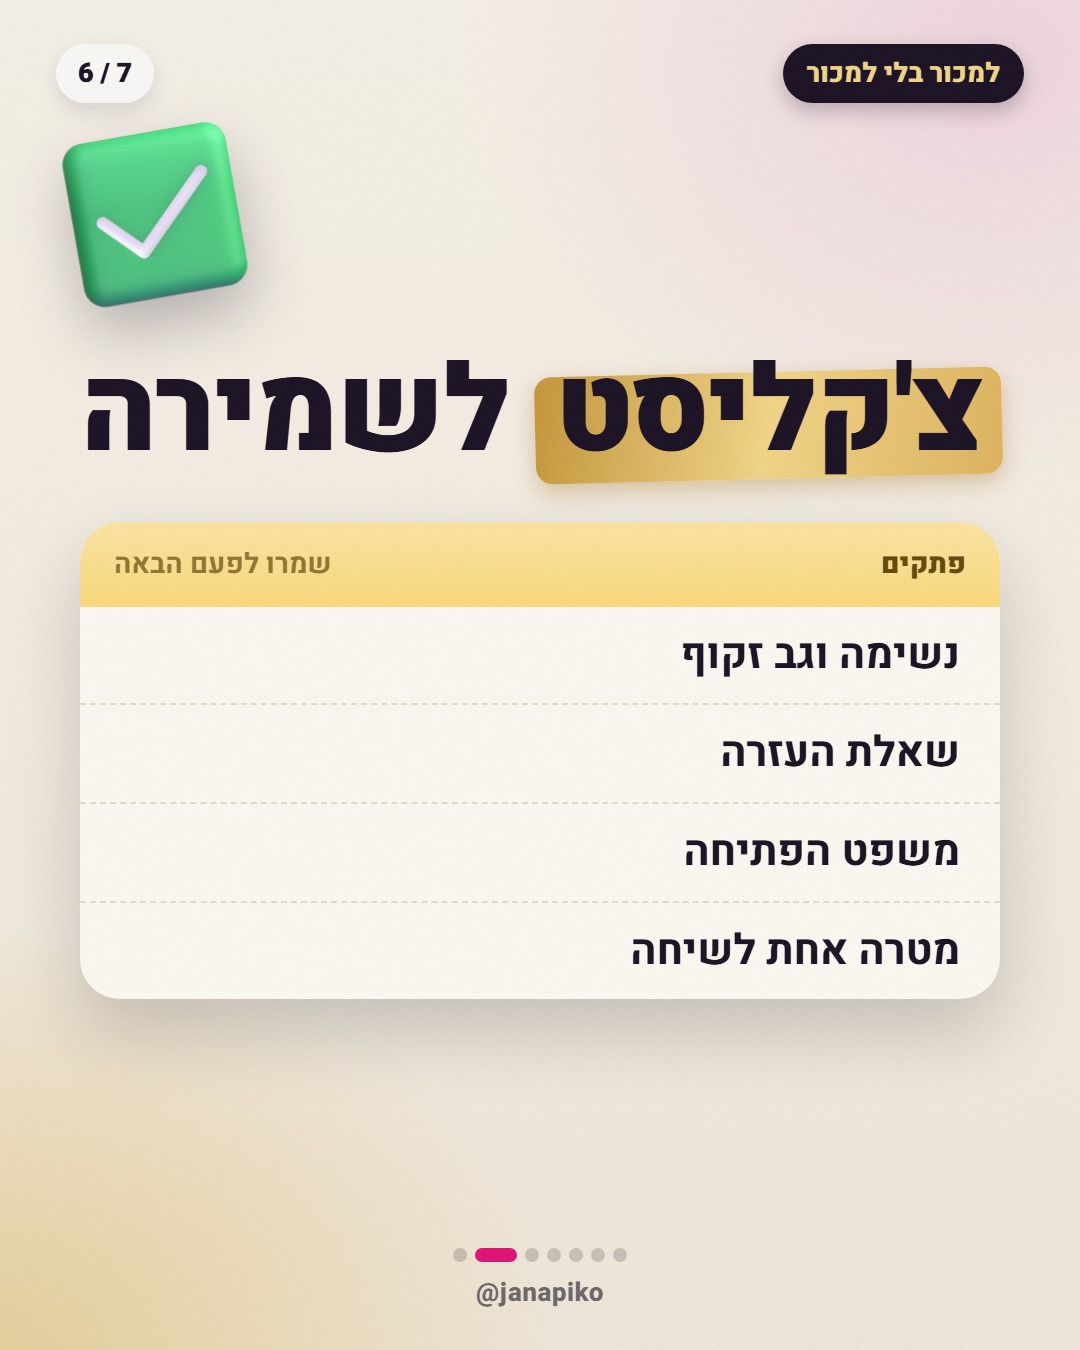 למכור בלי למכור
6 / 7
צ'קליסט לשמירה
פתקים
שמרו לפעם הבאה
נשימה וגב זקוף
שאלת העזרה
משפט הפתיחה
מטרה אחת לשיחה
@janapiko